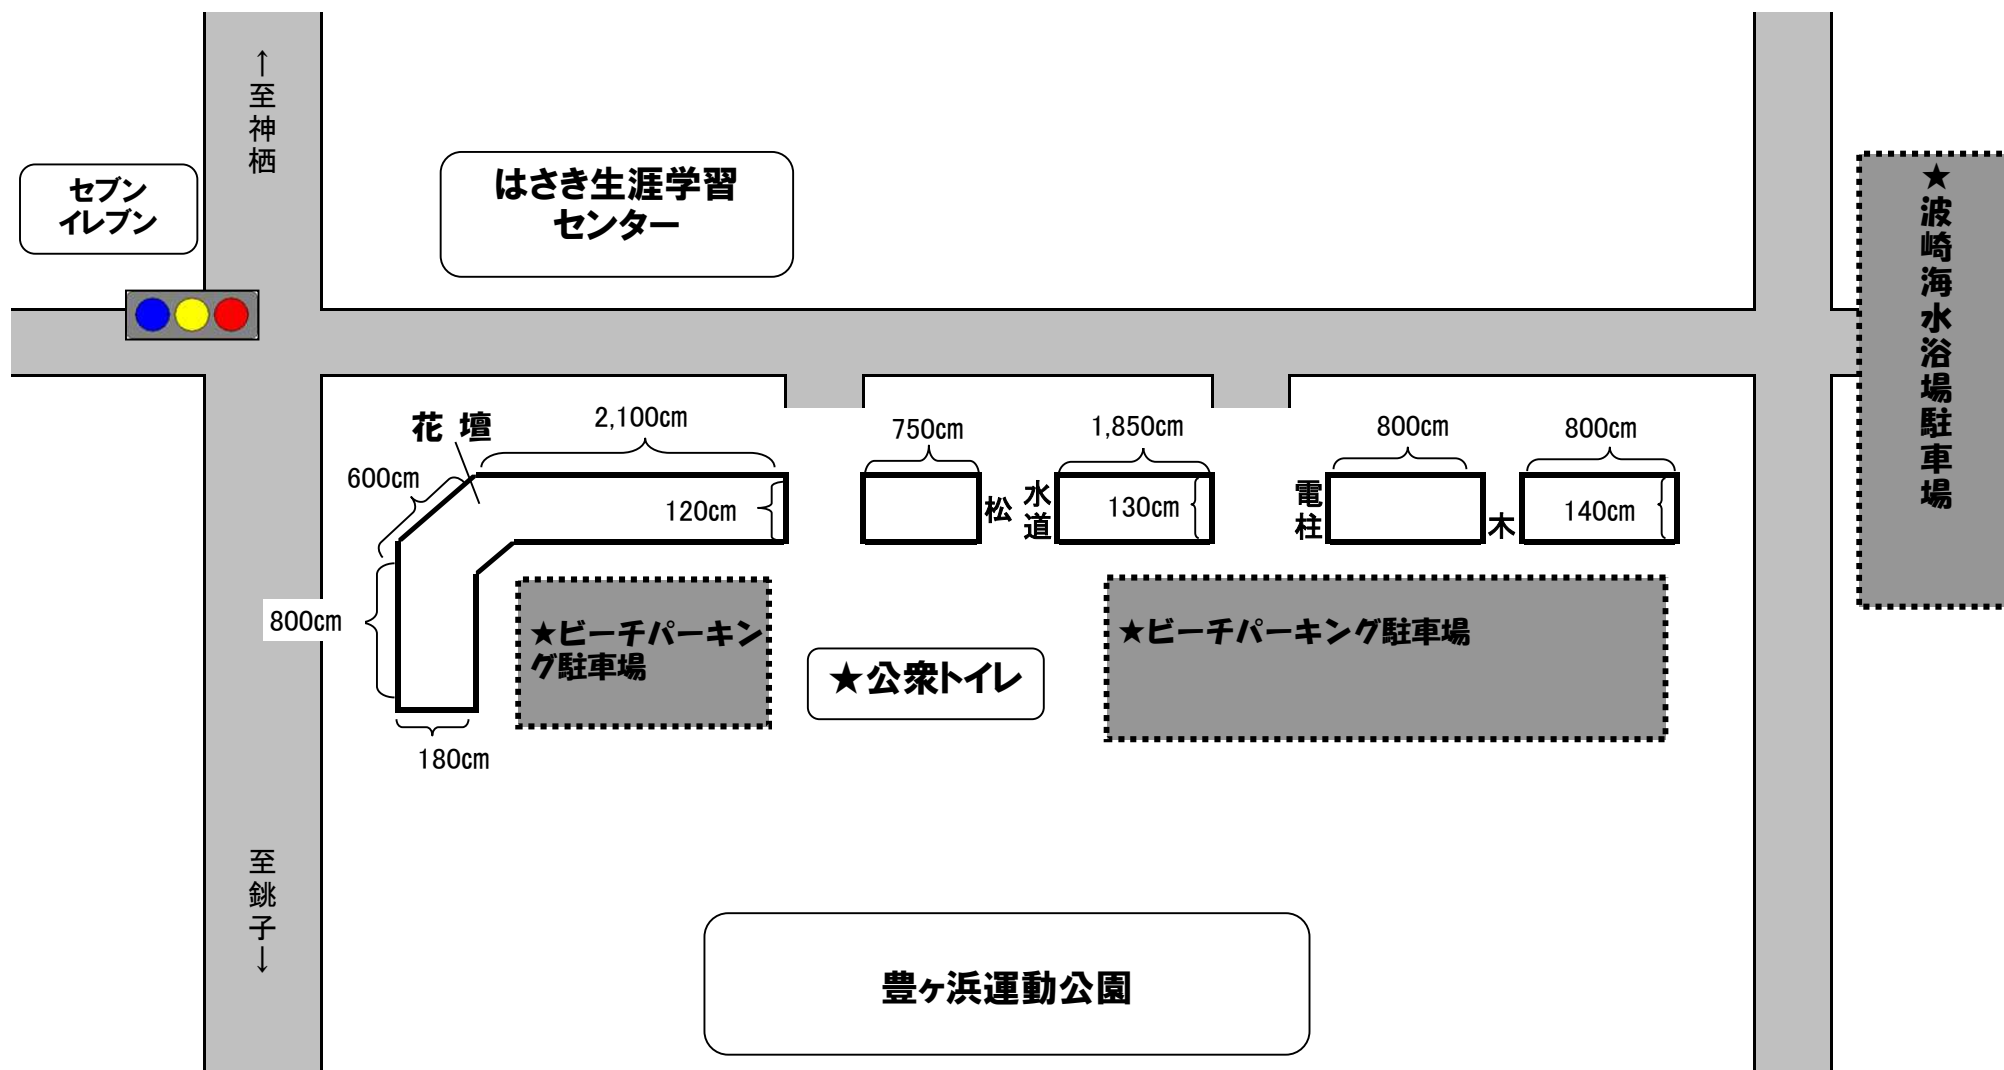 ↑至神栖
セブン
イレブン
はさき生涯学習
センター
★波崎海水浴場駐車場
花 壇
2,100cm
750cm
1,850cm
800cm
800cm
600cm
120cm
松
水道
130cm
電柱
木
140cm
800cm
★ビーチパーキン
グ駐車場
★公衆トイレ
★ビーチパーキング駐車場
180cm
至銚子↓
豊ヶ浜運動公園